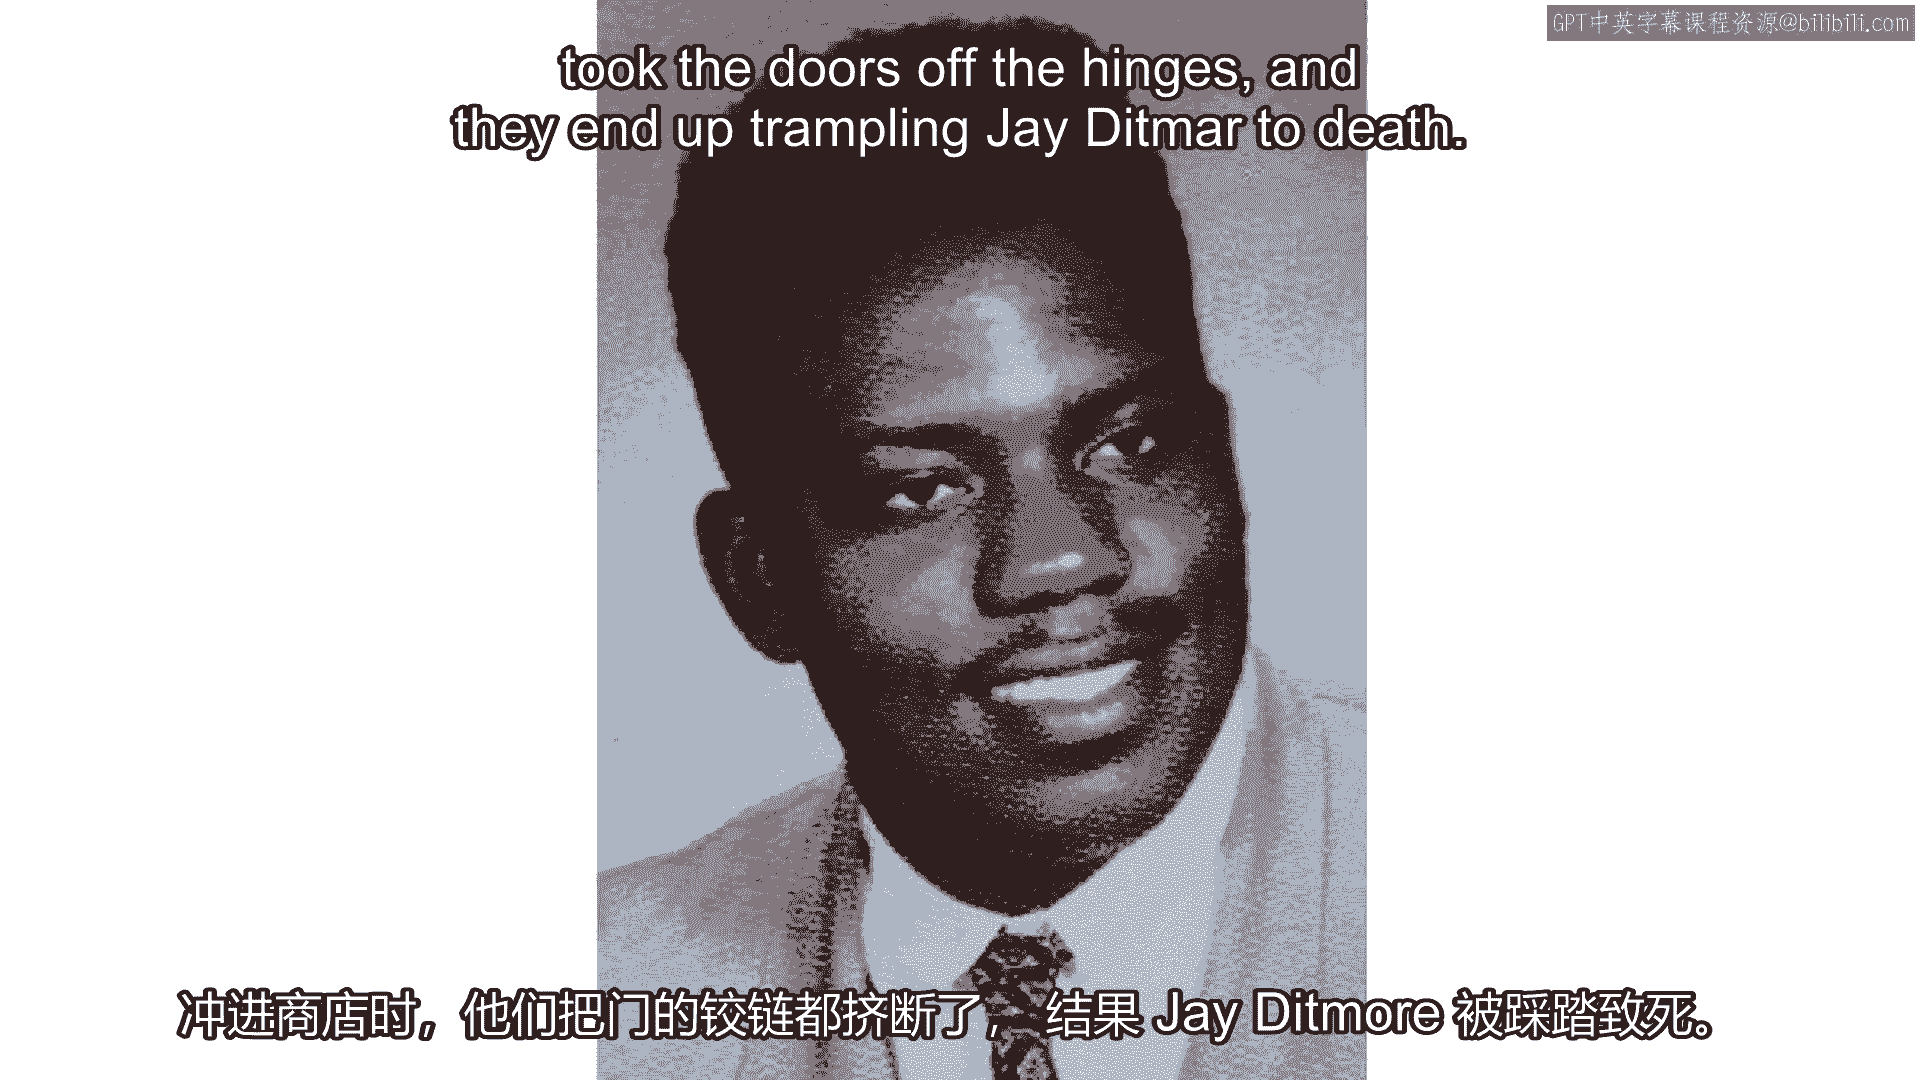 GPT中英字幕课程资源@bilibili.com
took the doors off the hinges, and
they end up trampling Jay Ditmar to death.
冲进商店时，他们把门的铰链都挤断了， 结果 Jay Ditmore 被踩踏致死。